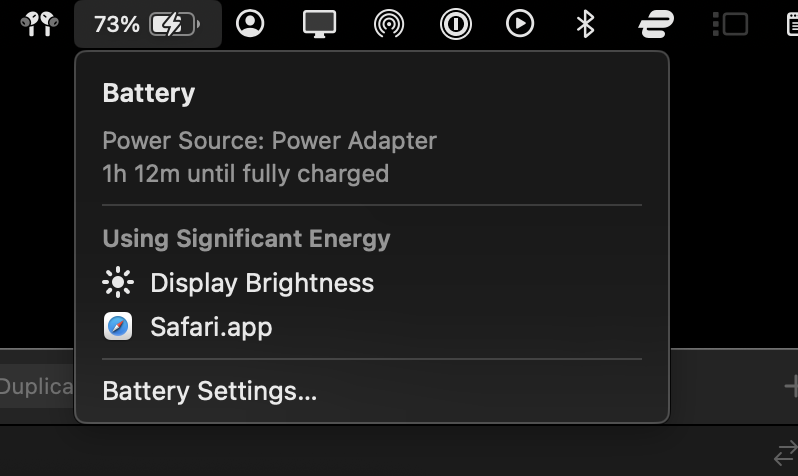 73%
Battery
Power Source: Power Adapter
1h 12m until fully charged
Using Significant Energy
Display Brightness
Safari.app
Battery Settings...
Duplica